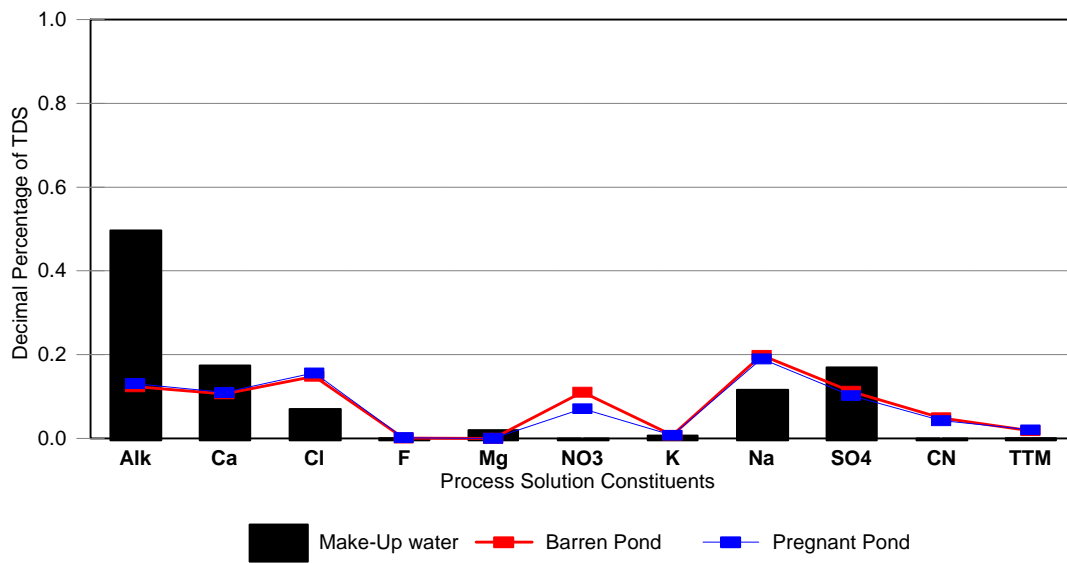 1.0
0.8
0.6
0.4
0.2
0.0
Decimal Percentage of TDS
Alk Ca Cl F Mg NO3 K Na SO4 CN TTM
Process Solution Constituents
Make-Up water Barren Pond Pregnant Pond